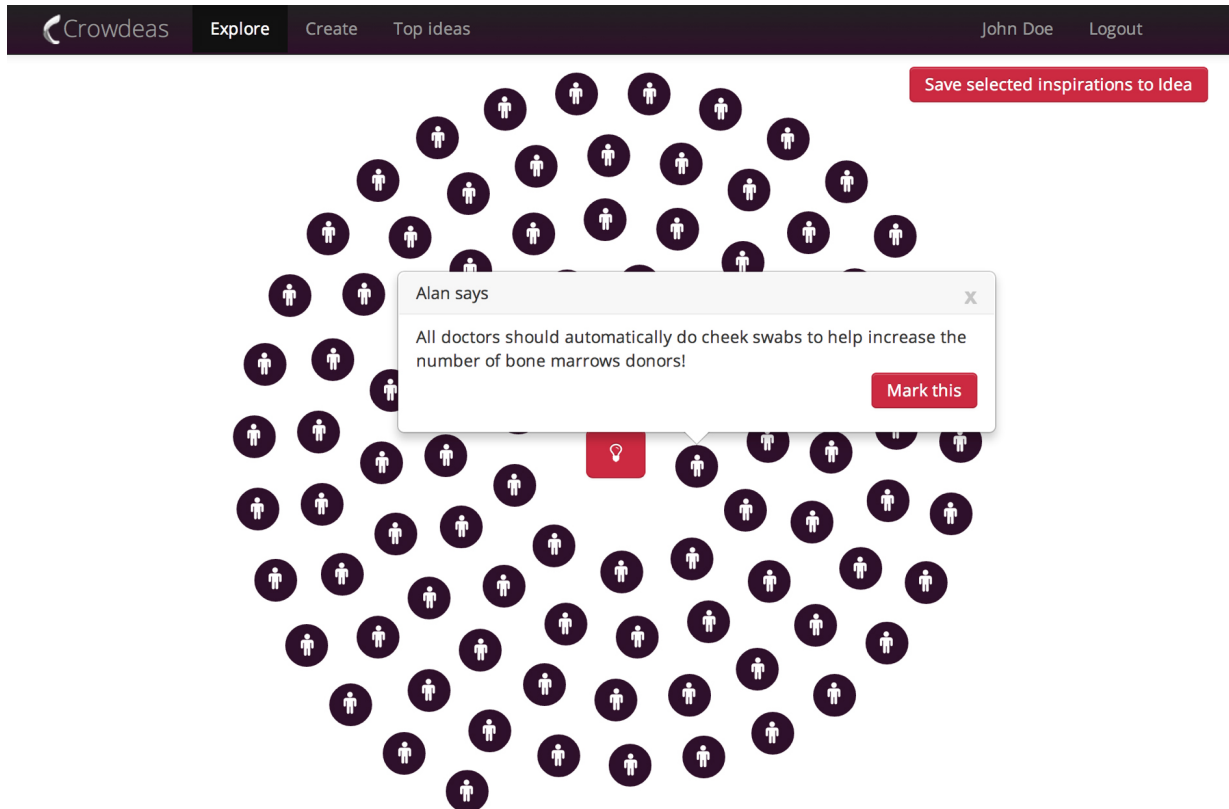 Crowdeas Explore Create Top ideas John Doe Logout
Save selected inspirations to Idea
Alan says x
All doctors should automatically do cheek swabs to help increase the
number of bone marrows donors!
Mark this